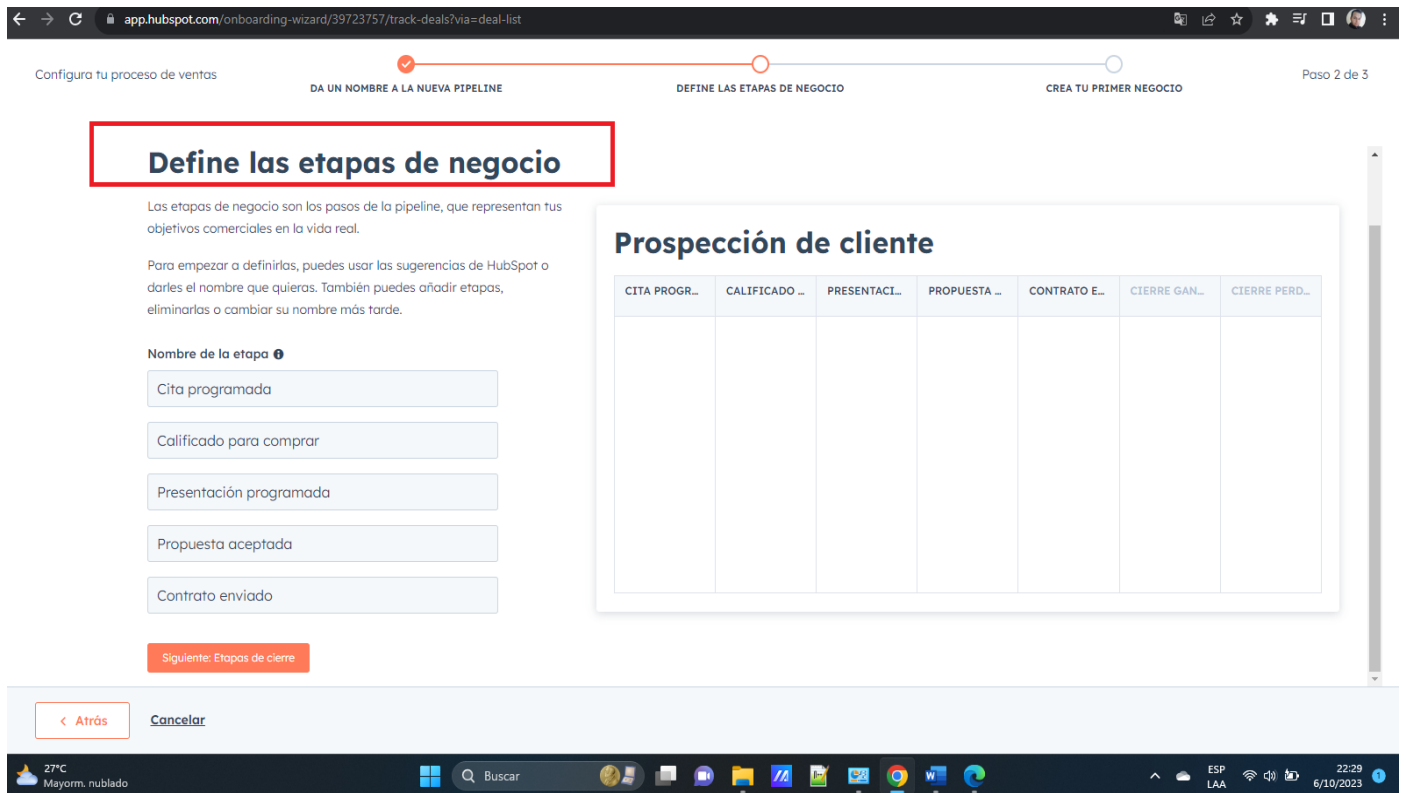 app.hubspot.com/onboarding-wizard/39723757/track-deals?via=deal-list
Configura tu proceso de ventas
DA UN NOMBRE A LA NUEVA PIPELINE
DEFINE LAS ETAPAS DE NEGOCIO
CREA TU PRIMER NEGOCIO
Paso 2 de 3
Define las etapas de negocio
Las etapas de negocio son los pasos de la pipeline, que representan tus
objetivos comerciales en la vida real.
Para empezar a definirlas, puedes usar las sugerencias de HubSpot o
darles el nombre que quieras. También puedes añadir etapas,
eliminarlas o cambiar su nombre más tarde.
Nombre de la etapa
Cita programada
Calificado para comprar
Presentación programada
Propuesta aceptada
Contrato enviado
Siguiente: Etapas de cierre
Prospección de cliente
CITA PROGR... CALIFICADO ... PRESENTACI... PROPUESTA ... CONTRATO E... CIERRE GAN... CIERRE PERD...
< Atrás
Cancelar
27°C
Mayorm. nublado
Buscar
ESP
LAA
22:29
6/10/2023
1